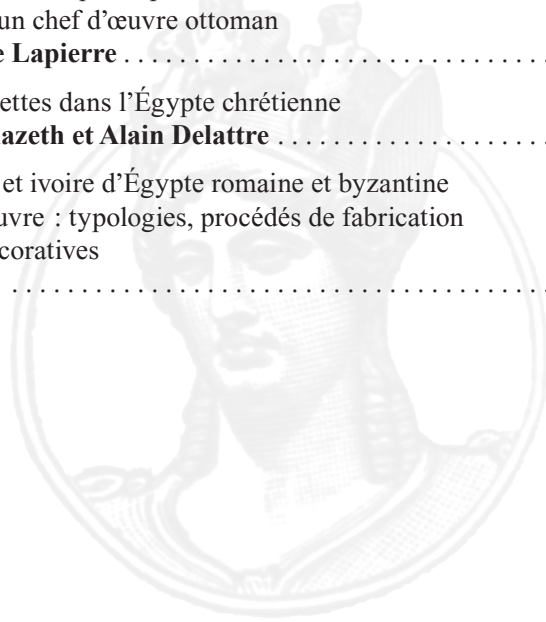 un chef d’œuvre ottoman
Lapierre . . . . . . . . . . . . . . . . . . . . . . . . . . . . . .
ettes dans l’Égypte chrétienne
azeth et Alain Delattre . . . . . . . . . . . . . . . . . . .
et ivoire d’Égypte romaine et byzantine
uvre : typologies, procédés de fabrication
coratives
. . . . . . . . . . . . . . . . . . . . . . . . . . . . . . . . . . . . . .